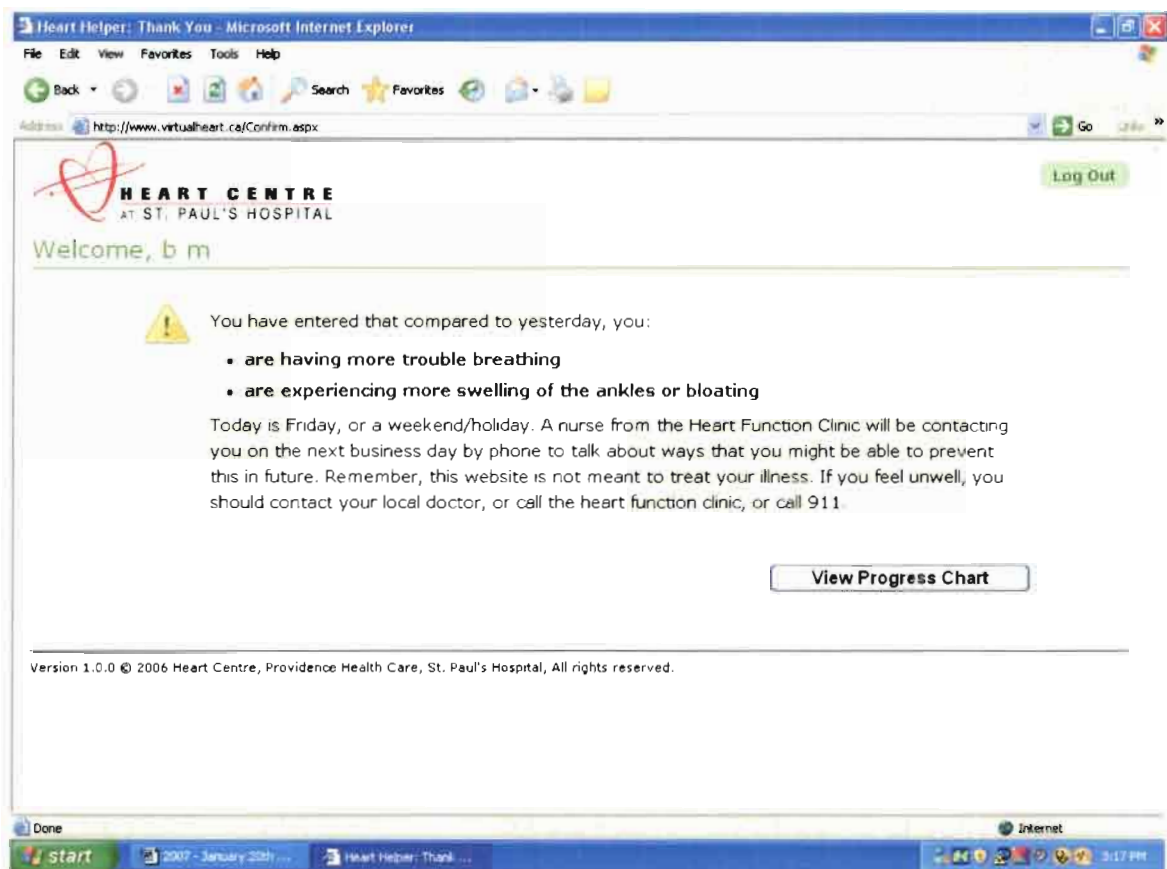 Heart Helper: Thank You - Microsoft Internet Explorer
File Edit View Favorites Tools Help
Back Search Favorites
Address http://www.virtualheart.ca/Confirm.aspx Go Links »
HEART CENTRE
AT ST. PAUL'S HOSPITAL
Log Out
Welcome, b m
You have entered that compared to yesterday, you:
• are having more trouble breathing
• are experiencing more swelling of the ankles or bloating
Today is Friday, or a weekend/holiday. A nurse from the Heart Function Clinic will be contacting
you on the next business day by phone to talk about ways that you might be able to prevent
this in future. Remember, this website is not meant to treat your illness. If you feel unwell, you
should contact your local doctor, or call the heart function clinic, or call 911.
View Progress Chart
Version 1.0.0 © 2006 Heart Centre, Providence Health Care, St. Paul's Hospital, All rights reserved.
Done Internet
start 2007 - January ... Heart Helper: Thank ... 3:17 PM